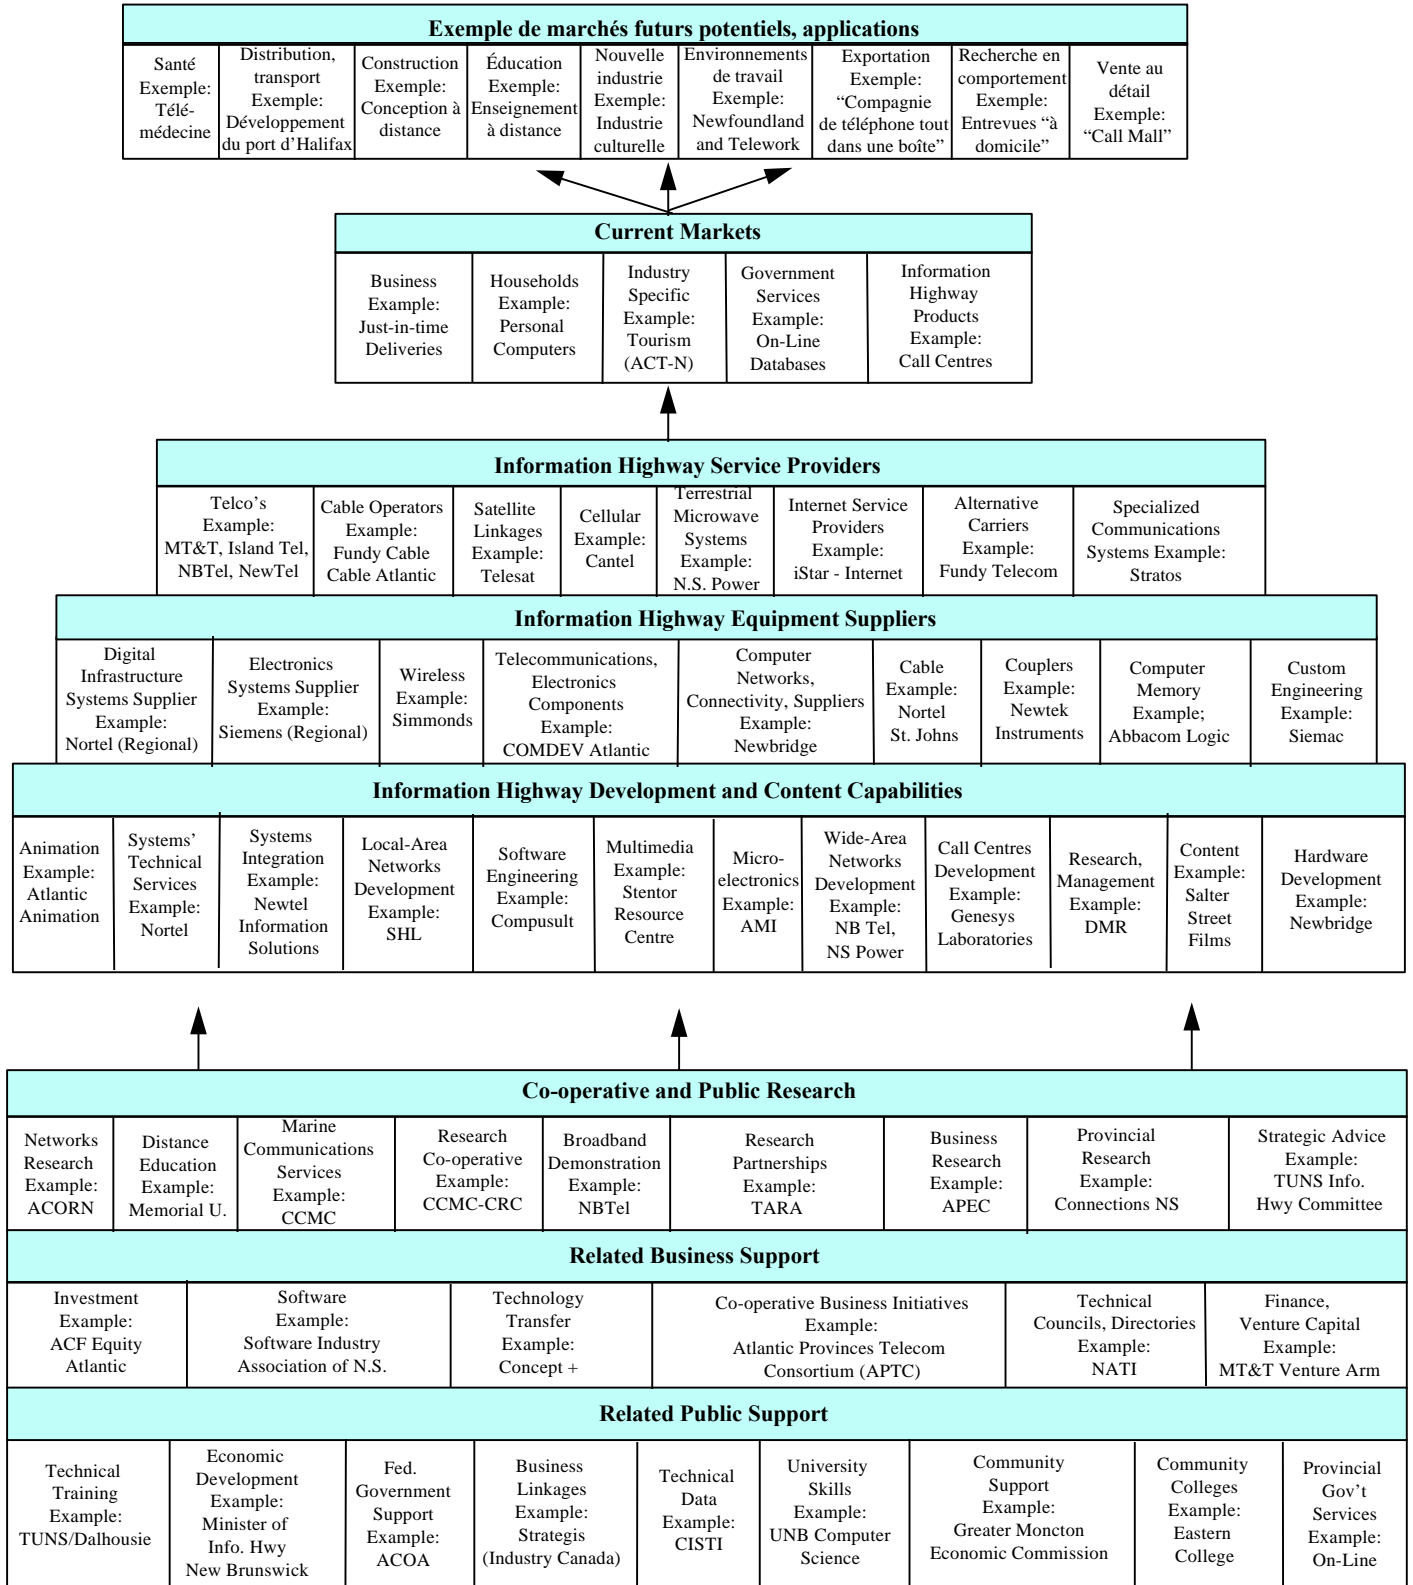 Exemple de marchés futurs potentiels, applications
Santé
Exemple:
Télé-
médecine
Distribution,
transport
Exemple:
Développement
du port d’Halifax
Construction
Exemple:
Conception à
distance
Éducation
Exemple:
Enseignement
à distance
Nouvelle
industrie
Exemple:
Industrie
culturelle
Environnements
de travail
Exemple:
Newfoundland
and Telework
Exportation
Exemple:
“Compagnie
de téléphone tout
dans une boîte”
Recherche en
comportement
Exemple:
Entrevues “à
domicile”
Vente au
détail
Exemple:
“Call Mall”
Current Markets
Business
Example:
Just-in-time
Deliveries
Households
Example:
Personal
Computers
Industry
Specific
Example:
Tourism
(ACT-N)
Government
Services
Example:
On-Line
Databases
Information
Highway
Products
Example:
Call Centres
Information Highway Service Providers
Telco’s
Example:
MT&T, Island Tel,
NBTel, NewTel
Cable Operators
Example:
Fundy Cable
Cable Atlantic
Satellite
Linkages
Example:
Telesat
Cellular
Example:
Cantel
Terrestrial
Microwave
Systems
Example:
N.S. Power
Internet Service
Providers
Example:
iStar - Internet
Alternative
Carriers
Example:
Fundy Telecom
Specialized
Communications
Systems Example:
Stratos
Information Highway Equipment Suppliers
Digital
Infrastructure
Systems Supplier
Example:
Nortel (Regional)
Electronics
Systems Supplier
Example:
Siemens (Regional)
Wireless
Example:
Simmonds
Telecommunications,
Electronics
Components
Example:
COMDEV Atlantic
Computer
Networks,
Connectivity, Suppliers
Example:
Newbridge
Cable
Example:
Nortel
St. Johns
Couplers
Example:
Newtek
Instruments
Computer
Memory
Example;
Abbacom Logic
Custom
Engineering
Example:
Siemac
Information Highway Development and Content Capabilities
Animation
Example:
Atlantic
Animation
Systems’
Technical
Services
Example:
Nortel
Systems
Integration
Example:
Newtel
Information
Solutions
Local-Area
Networks
Development
Example:
SHL
Software
Engineering
Example:
Compusult
Multimedia
Example:
Stentor
Resource
Centre
Micro-
electronics
Example:
AMI
Wide-Area
Networks
Development
Example:
NB Tel,
NS Power
Call Centres
Development
Example:
Genesys
Laboratories
Research,
Management
Example:
DMR
Content
Example:
Salter
Street
Films
Hardware
Development
Example:
Newbridge
Co-operative and Public Research
Networks
Research
Example:
ACORN
Distance
Education
Example:
Memorial U.
Marine
Communications
Services
Example:
CCMC
Research
Co-operative
Example:
CCMC-CRC
Broadband
Demonstration
Example:
NBTel
Research
Partnerships
Example:
TARA
Business
Research
Example:
APEC
Provincial
Research
Example:
Connections NS
Strategic Advice
Example:
TUNS Info.
Hwy Committee
Related Business Support
Investment
Example:
ACF Equity
Atlantic
Software
Example:
Software Industry
Association of N.S.
Technology
Transfer
Example:
Concept +
Co-operative Business Initiatives
Example:
Atlantic Provinces Telecom
Consortium (APTC)
Technical
Councils, Directories
Example:
NATI
Finance,
Venture Capital
Example:
MT&T Venture Arm
Related Public Support
Technical
Training
Example:
TUNS/Dalhousie
Economic
Development
Example:
Minister of
Info. Hwy
New Brunswick
Fed.
Government
Support
Example:
ACOA
Business
Linkages
Example:
Strategis
(Industry Canada)
Technical
Data
Example:
CISTI
University
Skills
Example:
UNB Computer
Science
Community
Support
Example:
Greater Moncton
Economic Commission
Community
Colleges
Example:
Eastern
College
Provincial
Gov’t
Services
Example:
On-Line